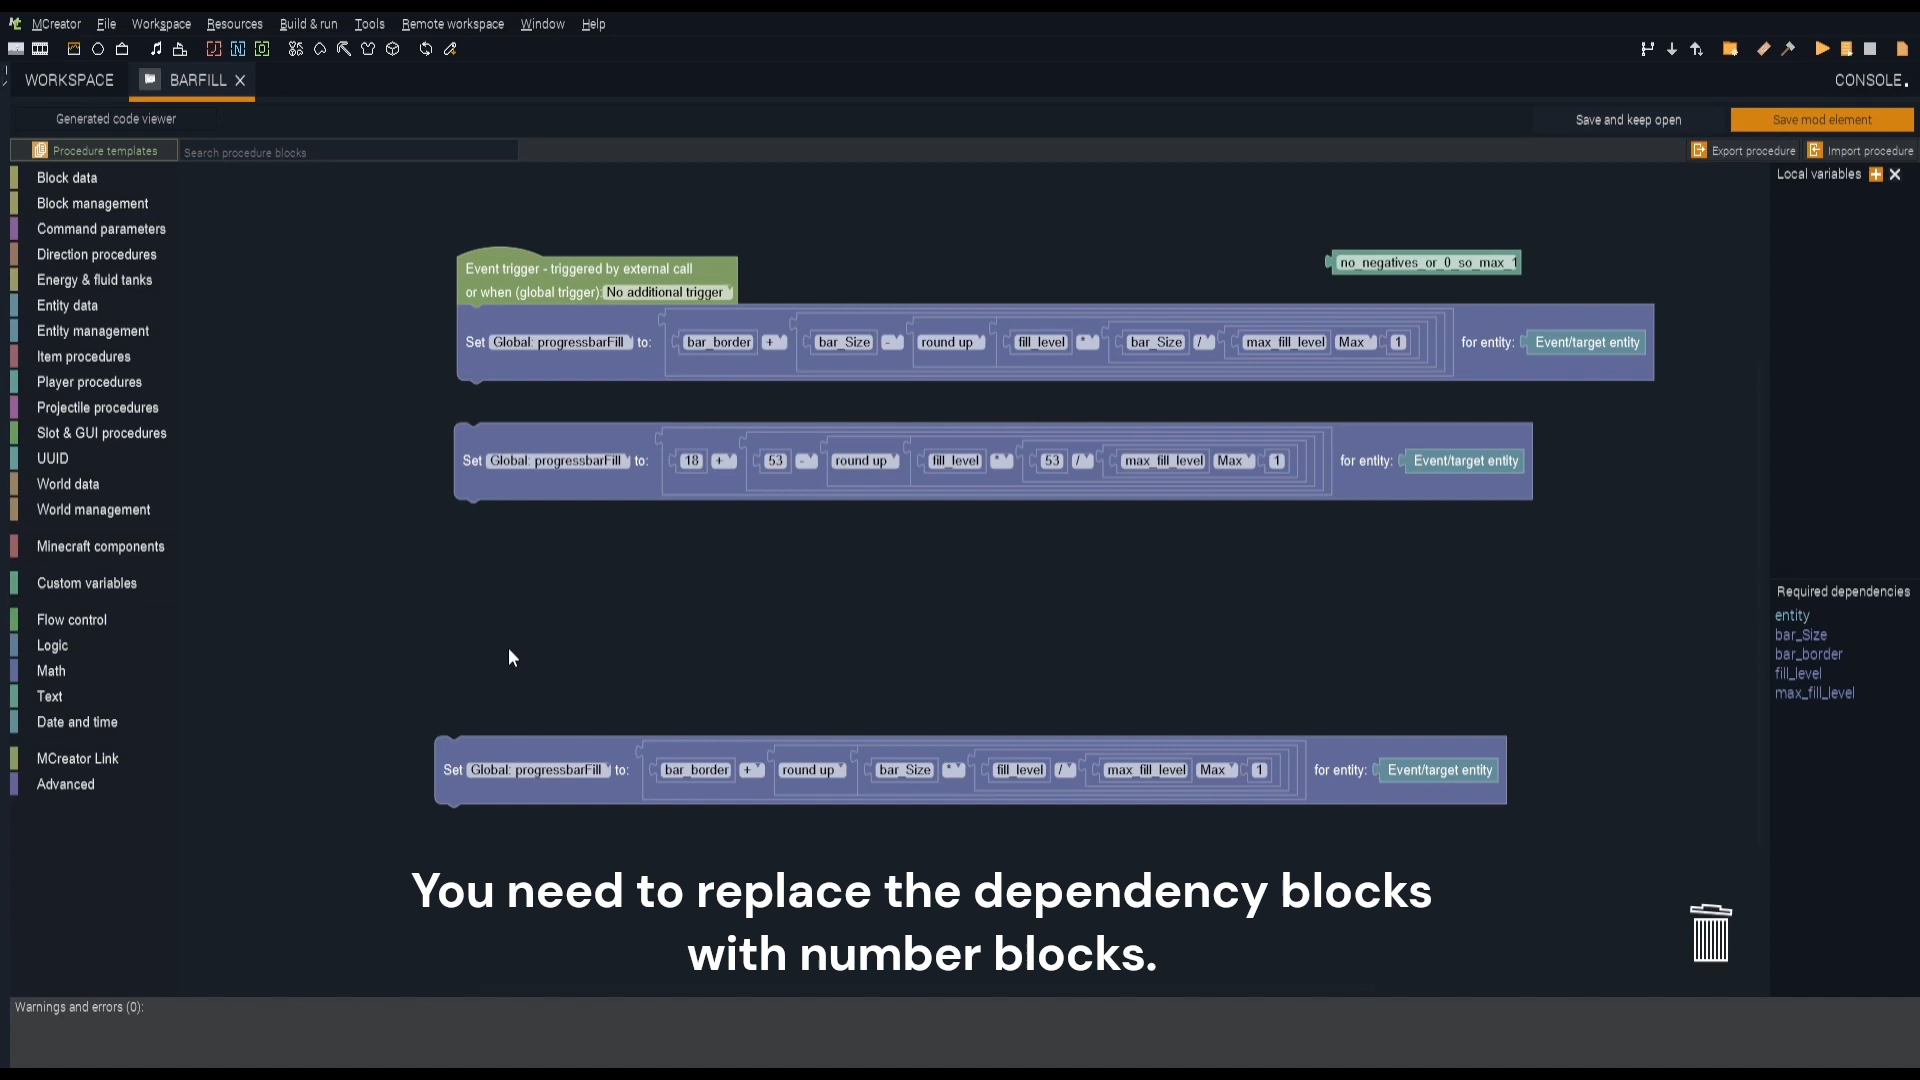 MCreator File Workspace Resources Build & run Tools Remote workspace Window Help
WORKSPACE BARFILL CONSOLE
Generated code viewer Save and keep open Save mod element
Procedure templates Search procedure blocks Export procedure Import procedure
Local variables
Block data
Block management
Command parameters
Direction procedures
Energy & fluid tanks
Entity data
Entity management
Item procedures
Player procedures
Projectile procedures
Slot & GUI procedures
UUID
World data
World management
Minecraft components
Custom variables
Flow control
Logic
Math
Text
Date and time
MCreator Link
Advanced
Event trigger - triggered by external call
or when (global trigger): No additional trigger
no_negatives_or_0_so_max_1
Set Global: progressbarFill to: bar_border + bar_Size - round up fill_level * bar_Size / max_fill_level Max 1 for entity: Event/target entity
Set Global: progressbarFill to: 18 + 53 - round up fill_level * 53 / max_fill_level Max 1 for entity: Event/target entity
Set Global: progressbarFill to: bar_border + round up bar_Size * fill_level / max_fill_level Max 1 for entity: Event/target entity
Required dependencies
entity
bar_Size
bar_border
fill_level
max_fill_level
You need to replace the dependency blocks
with number blocks.
Warnings and errors (0):